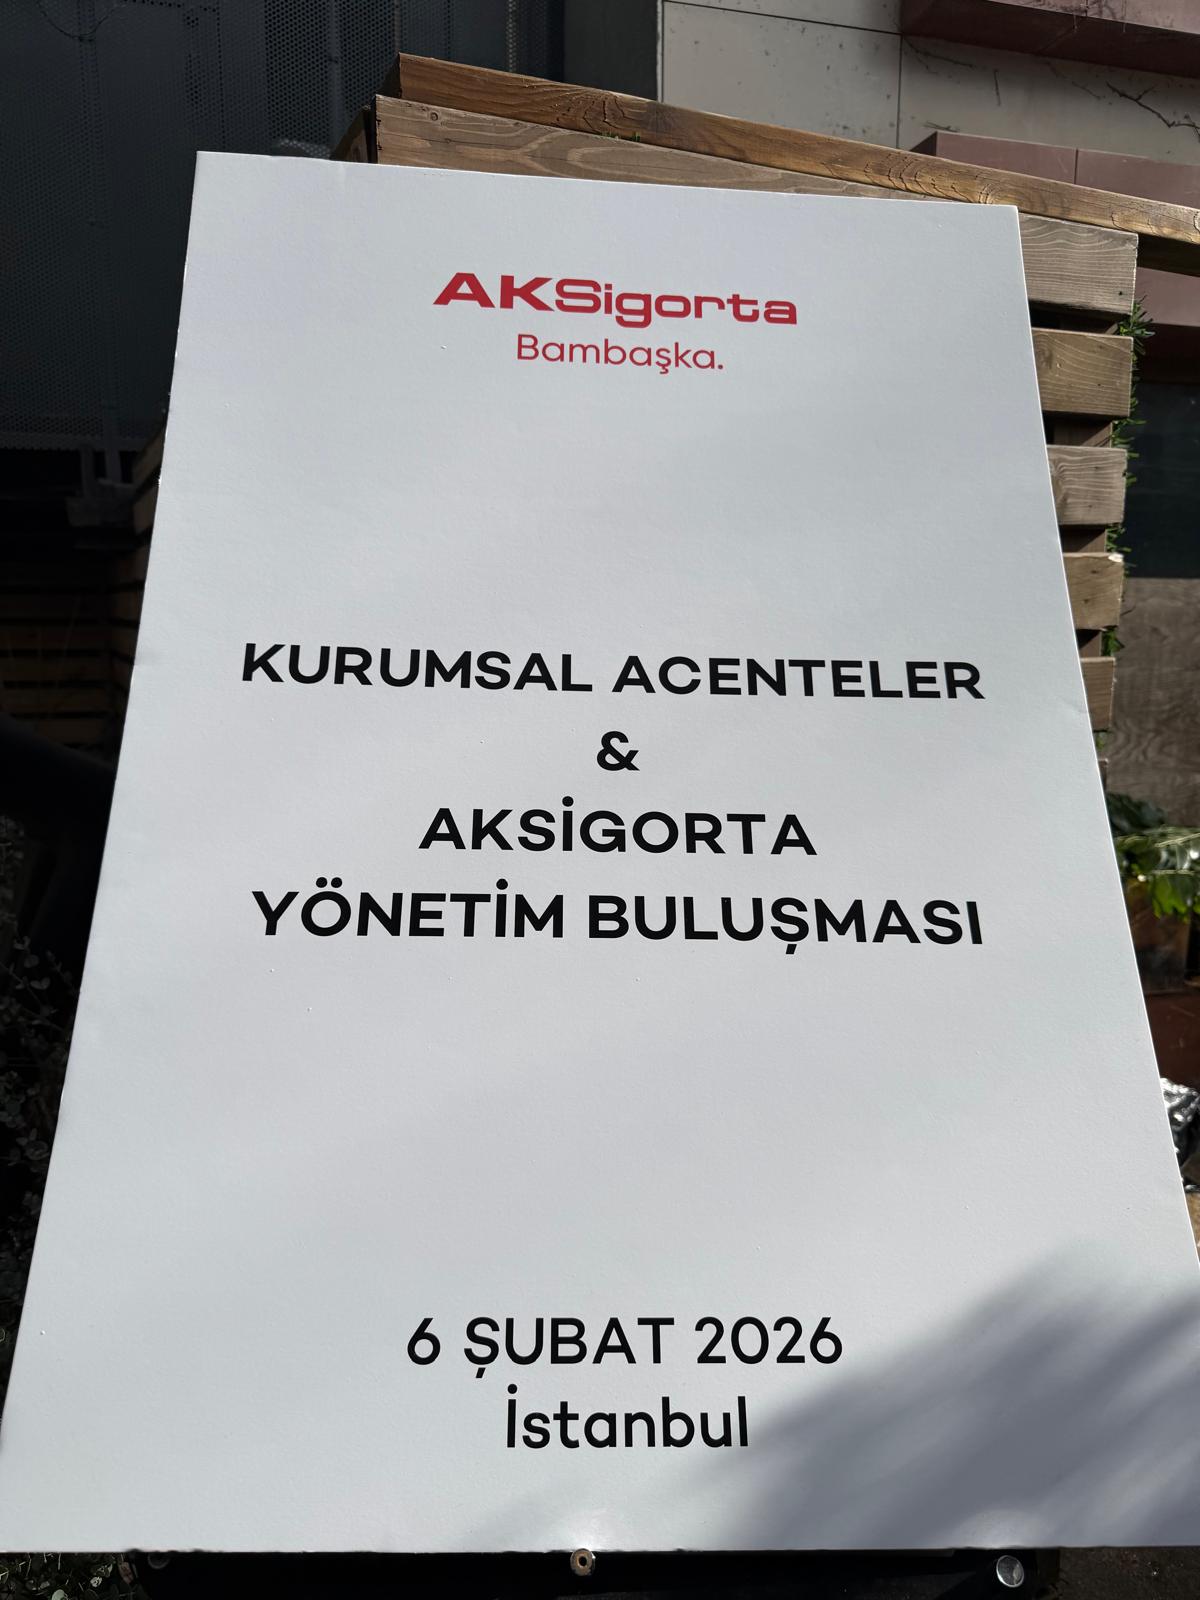 AKSigorta
Bambaşka.
KURUMSAL ACENTELER
&
AKSİGORTA
YÖNETİM BULUŞMASI
6 ŞUBAT 2026
İstanbul